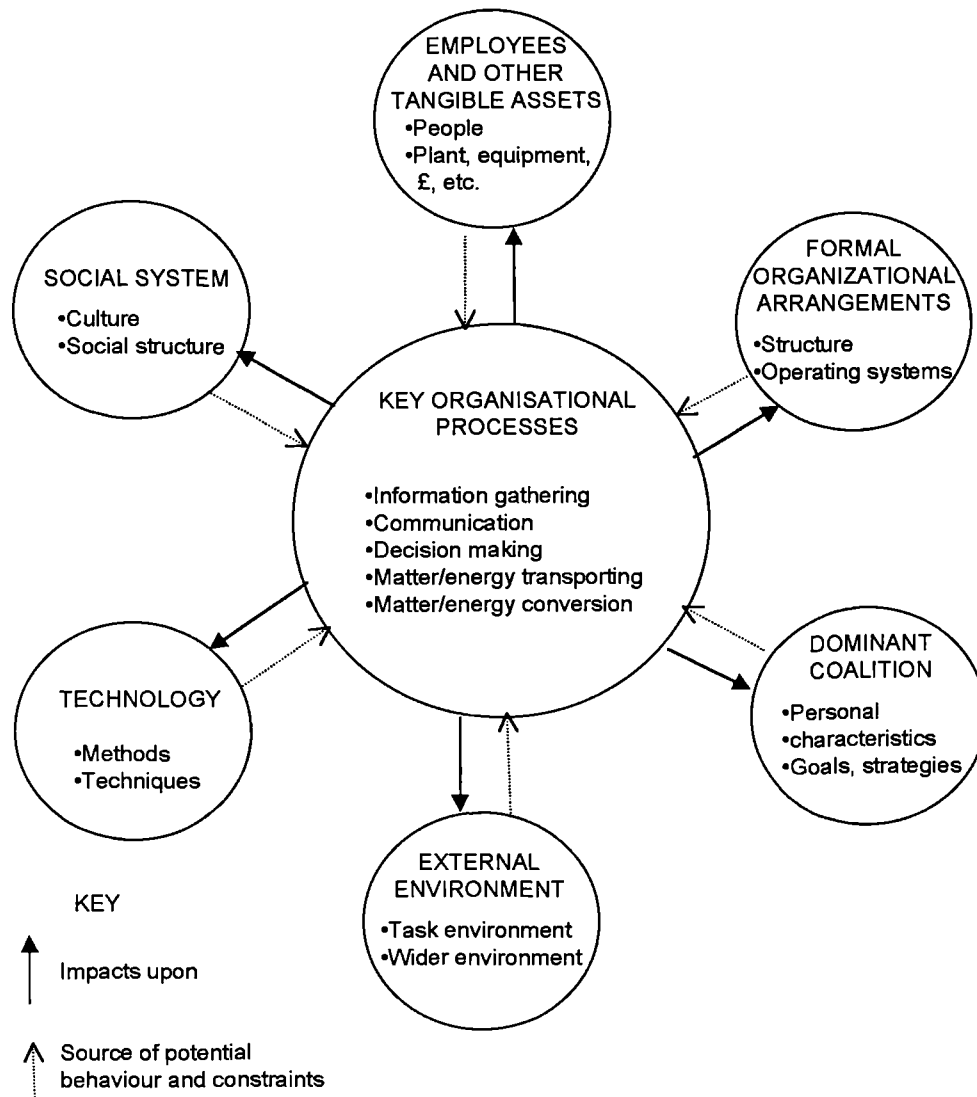 EMPLOYEES
AND OTHER
TANGIBLE ASSETS
•People
•Plant, equipment,
£, etc.
SOCIAL SYSTEM
•Culture
•Social structure
FORMAL
ORGANIZATIONAL
ARRANGEMENTS
•Structure
•Operating systems
KEY ORGANISATIONAL
PROCESSES
•Information gathering
•Communication
•Decision making
•Matter/energy transporting
•Matter/energy conversion
TECHNOLOGY
•Methods
•Techniques
DOMINANT
COALITION
•Personal
•characteristics
•Goals, strategies
EXTERNAL
ENVIRONMENT
•Task environment
•Wider environment
KEY
Impacts upon
Source of potential
behaviour and constraints